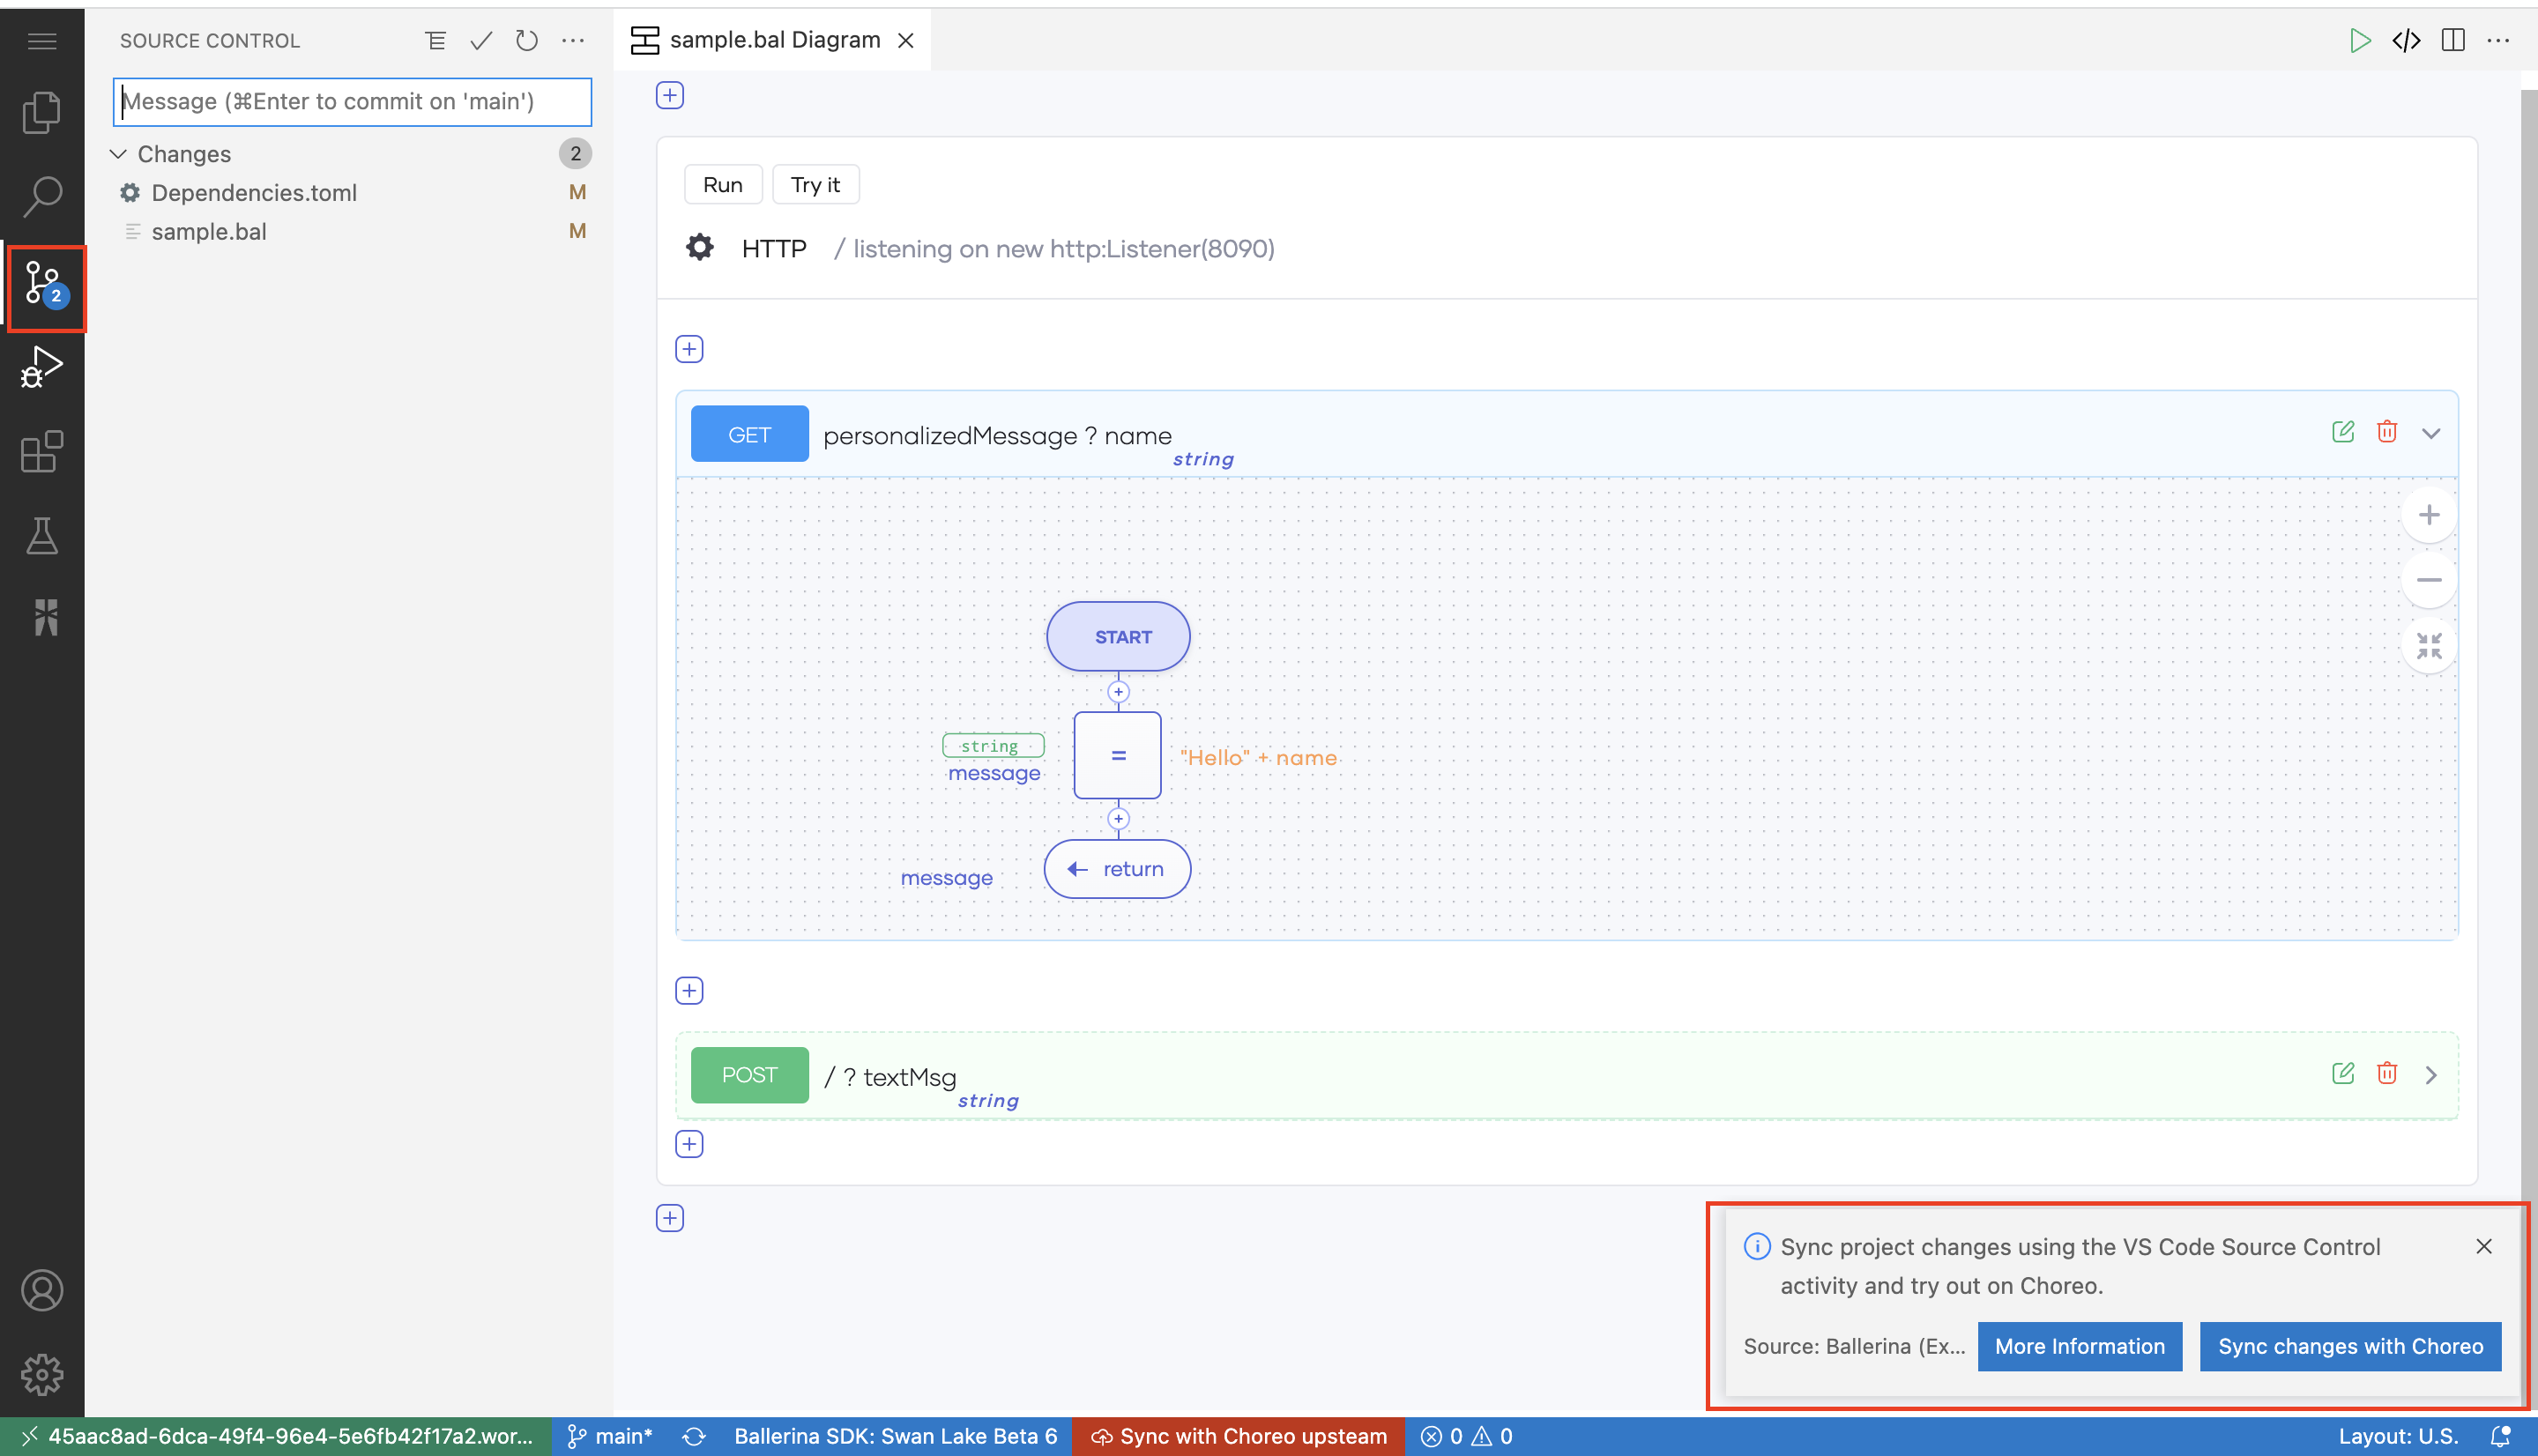 SOURCE CONTROL
sample.bal Diagram
Message (⌘Enter to commit on 'main')
Changes
2
Dependencies.toml
M
sample.bal
M
2
Run
Try it
HTTP / listening on new http:Listener(8090)
GET
personalizedMessage ? name
string
START
string
message
=
"Hello" + name
message
return
POST
/ ? textMsg
string
Sync project changes using the VS Code Source Control
activity and try out on Choreo.
Source: Ballerina (Ex...
More Information
Sync changes with Choreo
45aac8ad-6dca-49f4-96e4-5e6fb42f17a2.wor...
main*
Ballerina SDK: Swan Lake Beta 6
Sync with Choreo upsteam
0
0
Layout: U.S.